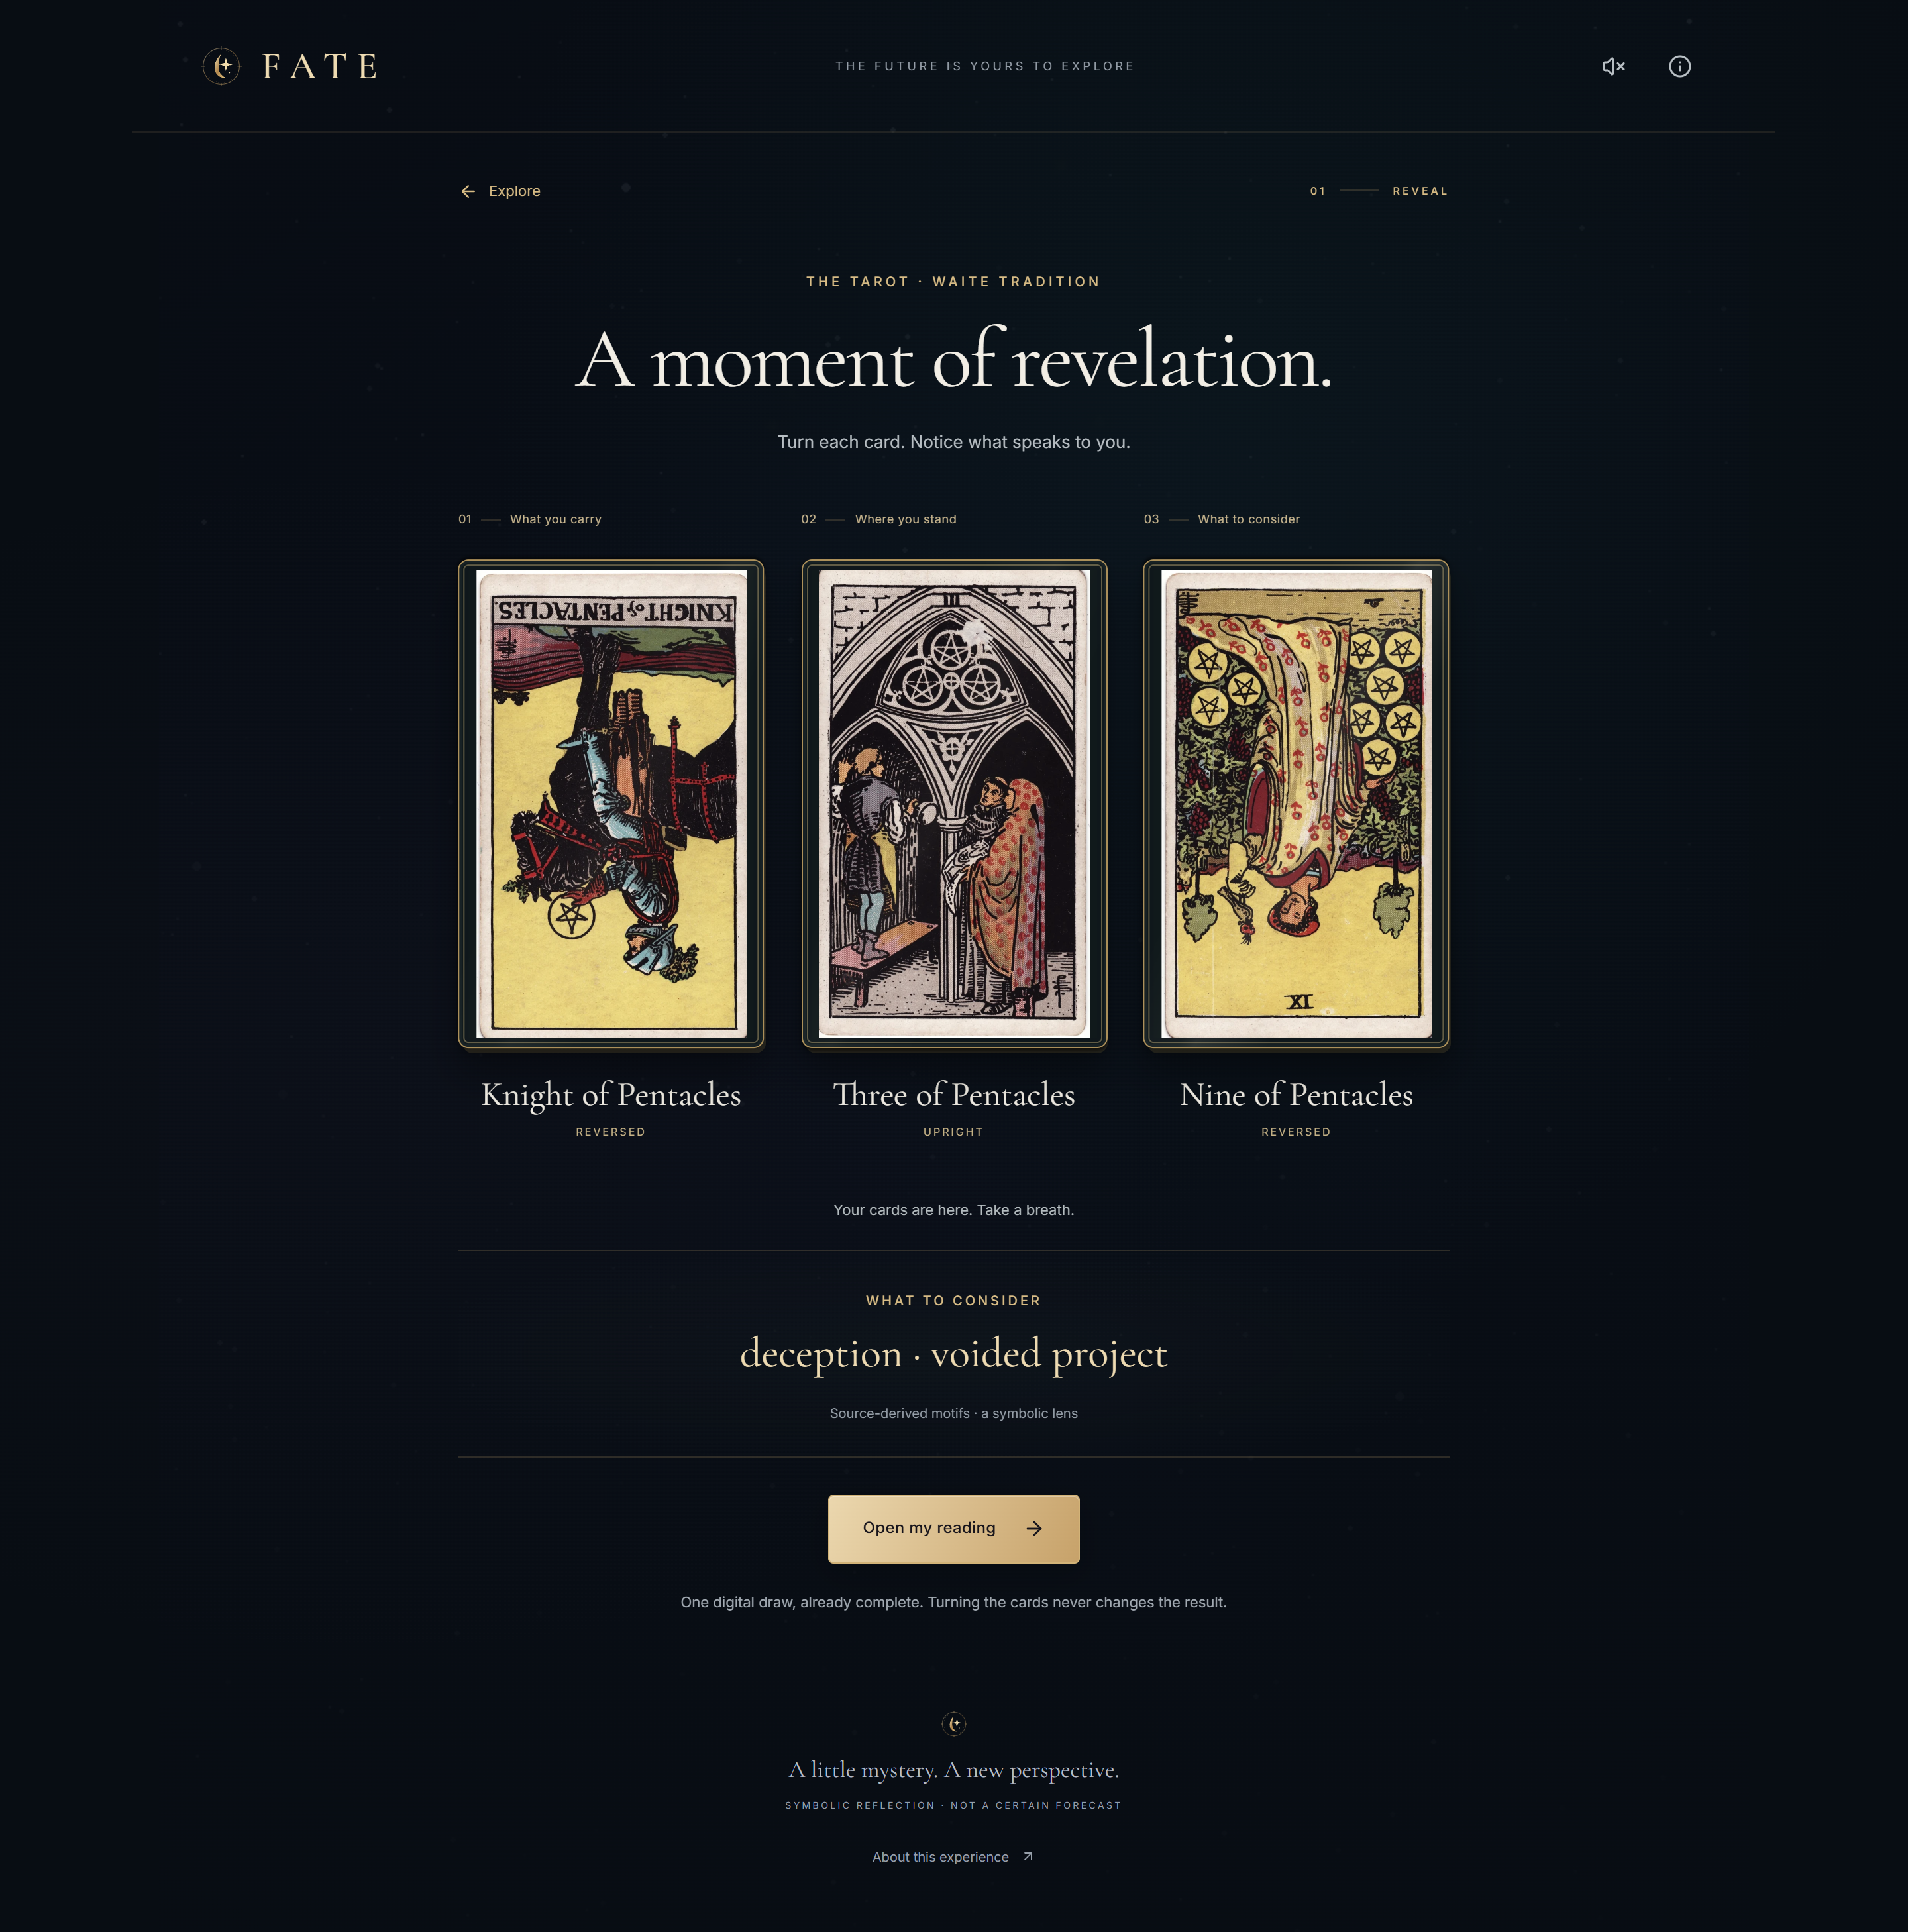 FATE
THE FUTURE IS YOURS TO EXPLORE
Explore
01 REVEAL
THE TAROT · WAITE TRADITION
A moment of revelation.
Turn each card. Notice what speaks to you.
01 What you carry
02 Where you stand
03 What to consider
KNIGHT of PENTACLES.
III
IX
Knight of Pentacles
Three of Pentacles
Nine of Pentacles
REVERSED
UPRIGHT
REVERSED
Your cards are here. Take a breath.
WHAT TO CONSIDER
deception · voided project
Source-derived motifs · a symbolic lens
Open my reading
One digital draw, already complete. Turning the cards never changes the result.
A little mystery. A new perspective.
SYMBOLIC REFLECTION · NOT A CERTAIN FORECAST
About this experience